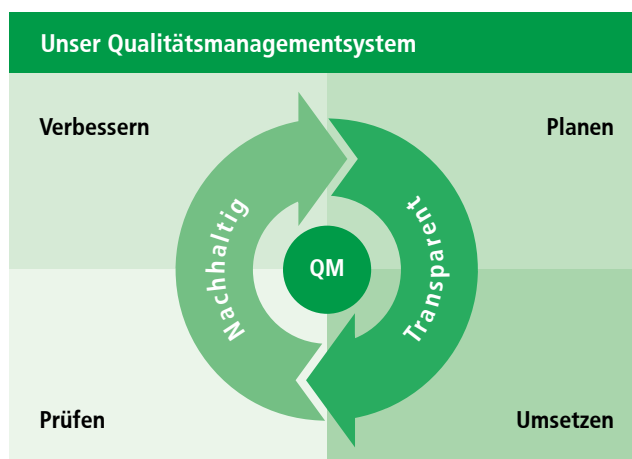 Unser Qualitätsmanagementsystem
Verbessern
Planen
Nachhaltig
QM
Transparent
Prüfen
Umsetzen